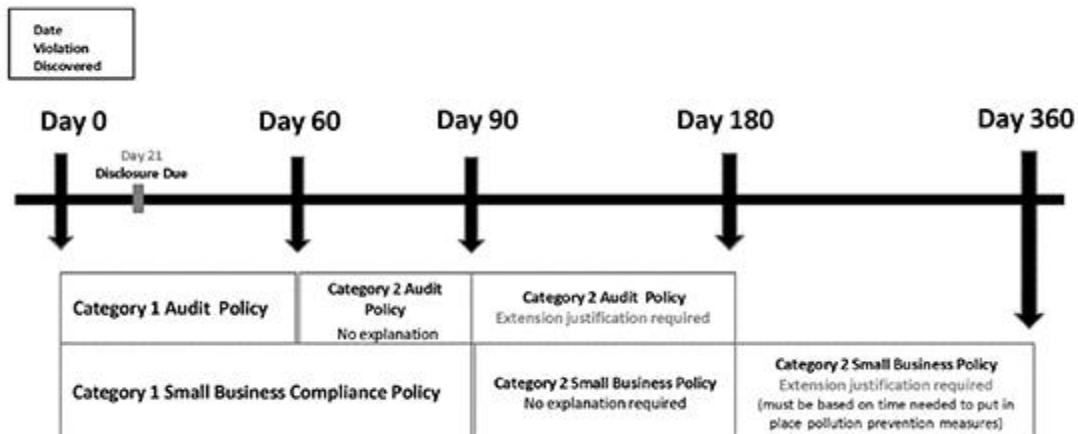 Date
Violation
Discovered
Day 0
Day 60
Day 90
Day 180
Day 360
Day 21
Disclosure Due
Category 1 Audit Policy
Category 2 Audit
Policy
No explanation
Category 2 Audit Policy
Extension justification required
Category 1 Small Business Compliance Policy
Category 2 Small Business Policy
No explanation required
Category 2 Small Business Policy
Extension justification required
(must be based on time needed to put in
place pollution prevention measures)